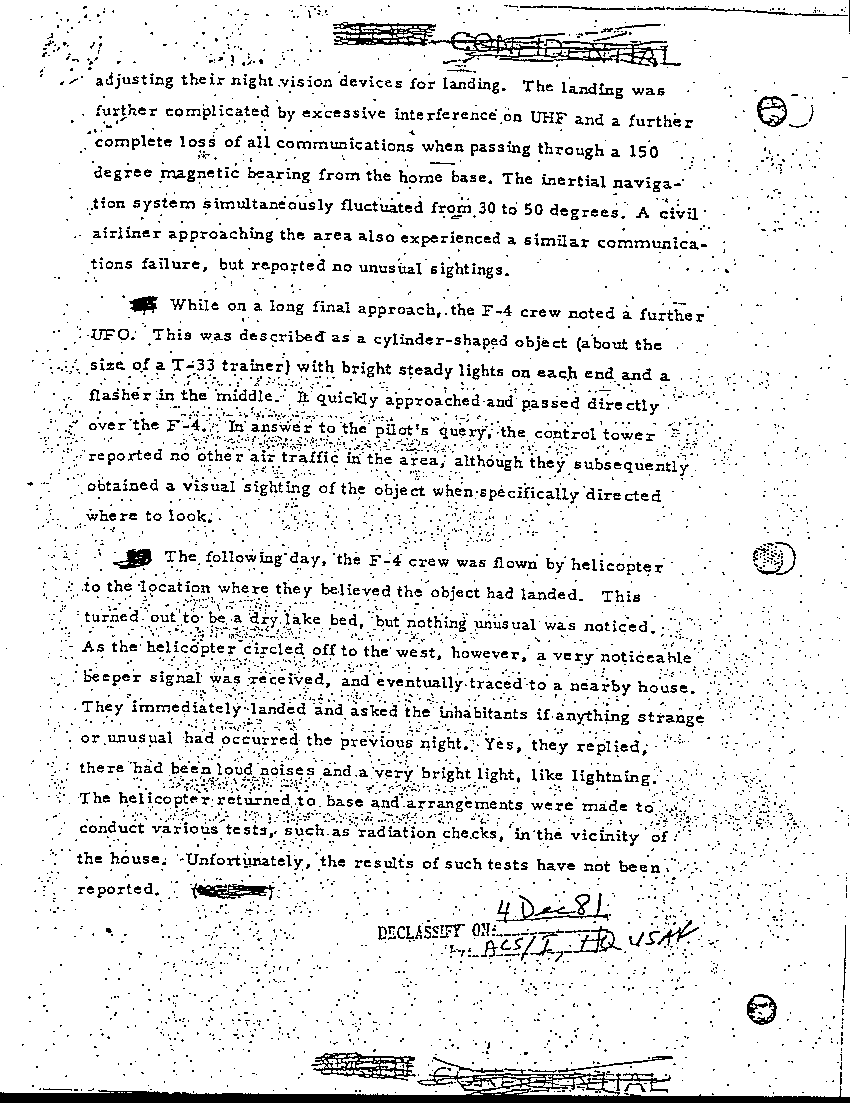 CONFIDENTIAL
adjusting their night vision devices for landing. The landing was
further complicated by excessive interference on UHF and a further
complete loss of all communications when passing through a 150
degree magnetic bearing from the home base. The inertial naviga-
tion system simultaneously fluctuated from 30 to 50 degrees. A civil
airliner approaching the area also experienced a similar communica-
tions failure, but reported no unusual sightings.
While on a long final approach, the F-4 crew noted a further
UFO. This was described as a cylinder-shaped object (about the
size of a T-33 trainer) with bright steady lights on each end and a
flasher in the middle. It quickly approached and passed directly
over the F-4. In answer to the pilot's query, the control tower
reported no other air traffic in the area, although they subsequently
obtained a visual sighting of the object when specifically directed
where to look.
The following day, the F-4 crew was flown by helicopter
to the location where they believed the object had landed. This
turned out to be a dry lake bed, but nothing unusual was noticed.
As the helicopter circled off to the west, however, a very noticeable
beeper signal was received, and eventually traced to a nearby house.
They immediately landed and asked the inhabitants if anything strange
or unusual had occurred the previous night. Yes, they replied,
there had been loud noises and a very bright light, like lightning.
The helicopter returned to base and arrangements were made to
conduct various tests, such as radiation checks, in the vicinity of
the house. Unfortunately, the results of such tests have not been
reported.
4 Dec 81
DECLASSIFY ON:
by: ACS/I, HQ USAF
CONFIDENTIAL